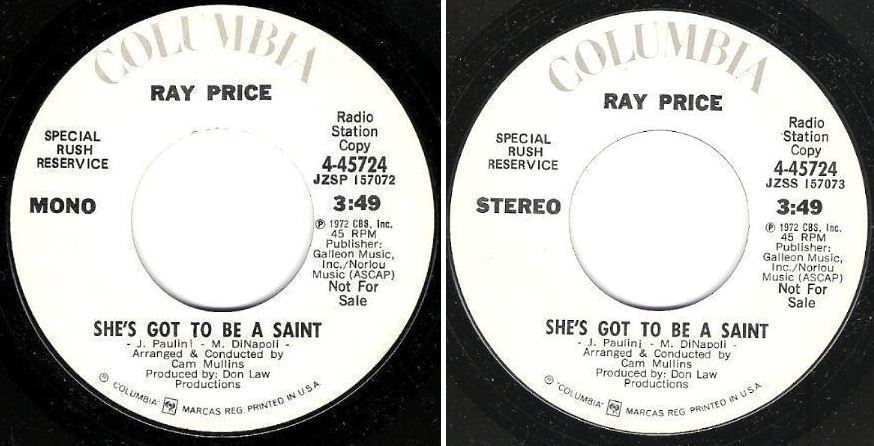 COLUMBIA
RAY PRICE
SPECIAL
RUSH
RESERVICE
MONO
Radio
Station
Copy
4-45724
JZSP 157072
3:49
Ⓟ 1972 CBS, Inc.
45 RPM
Publisher:
Galleon Music,
Inc./Norlou
Music (ASCAP)
Not For
Sale
SHE'S GOT TO BE A SAINT
- J. Paulini - M. DiNapoli -
Arranged & Conducted by
Cam Mullins
Produced by: Don Law
Productions
® "COLUMBIA" MARCAS REG. PRINTED IN U.S.A.
COLUMBIA
RAY PRICE
SPECIAL
RUSH
RESERVICE
STEREO
Radio
Station
Copy
4-45724
JZSS 157073
3:49
Ⓟ 1972 CBS, Inc.
45 RPM
Publisher:
Galleon Music,
Inc./Norlou
Music (ASCAP)
Not For
Sale
SHE'S GOT TO BE A SAINT
- J. Paulini - M. DiNapoli -
Arranged & Conducted by
Cam Mullins
Produced by: Don Law
Productions
® "COLUMBIA" MARCAS REG. PRINTED IN U.S.A.